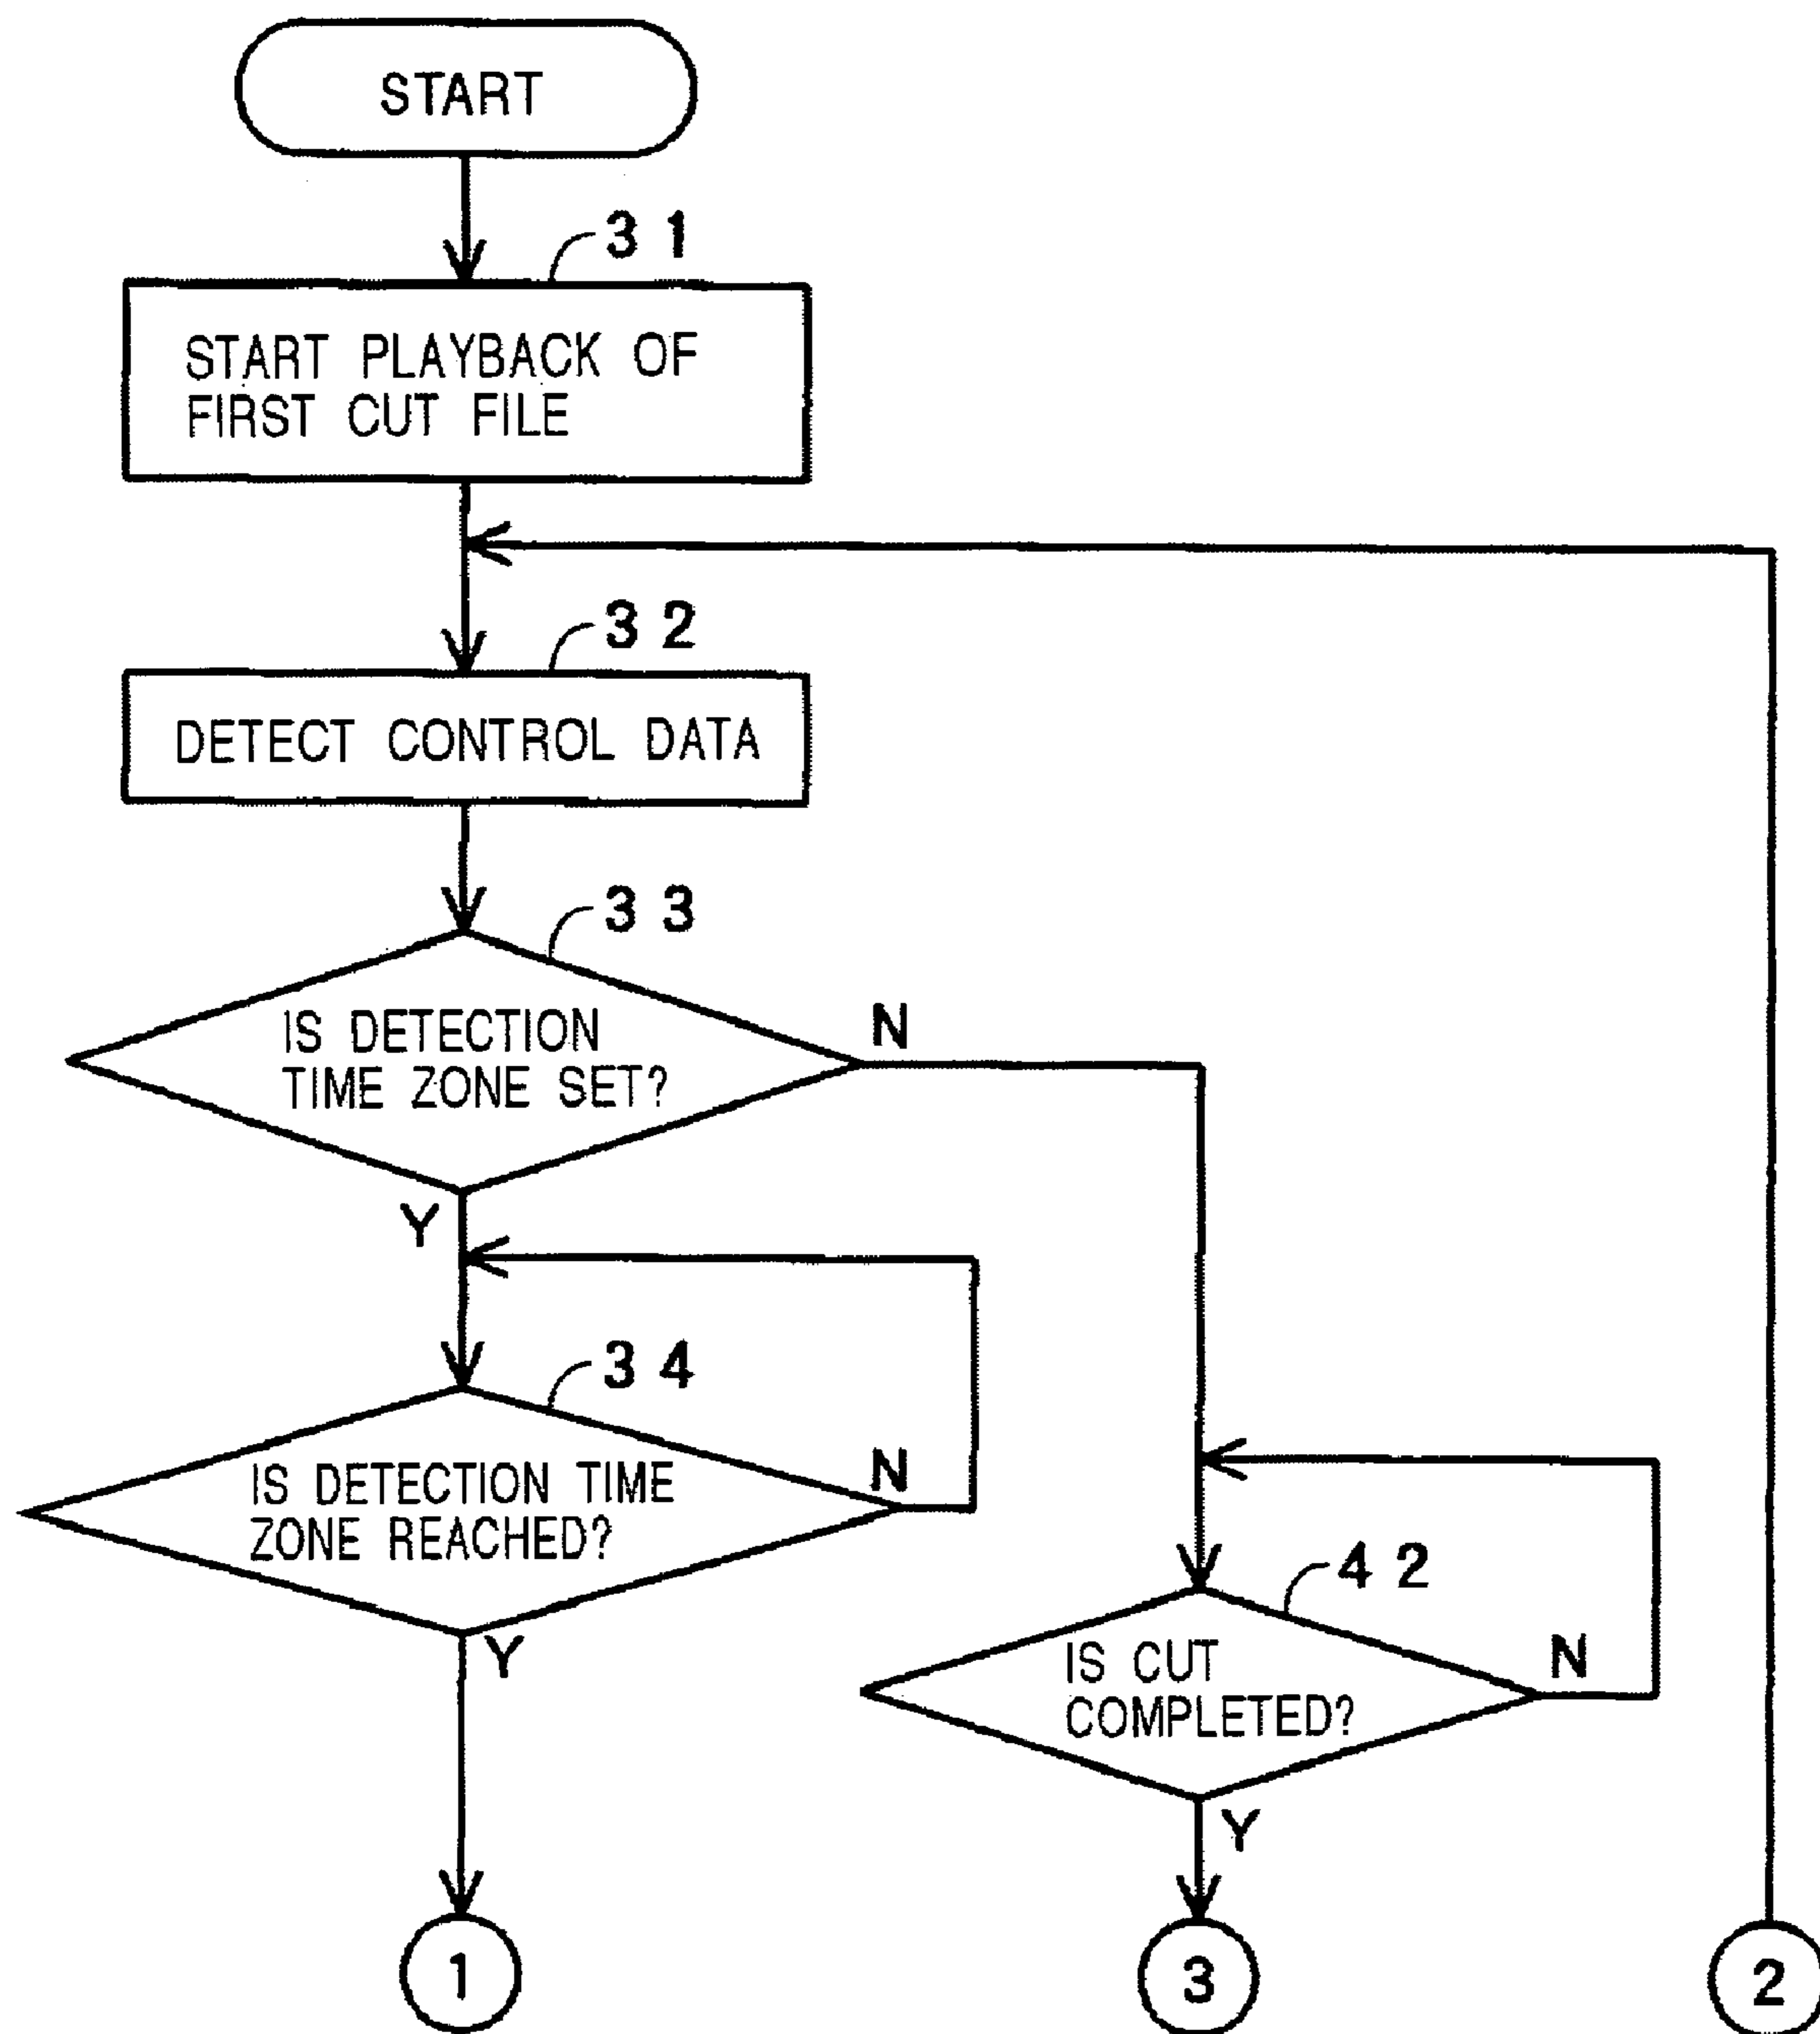 START
31
START PLAYBACK OF
FIRST CUT FILE
32
DETECT CONTROL DATA
33
IS DETECTION
TIME ZONE SET?
N
Y
34
IS DETECTION TIME
ZONE REACHED?
N
Y
42
IS CUT
COMPLETED?
N
Y
1
3
2